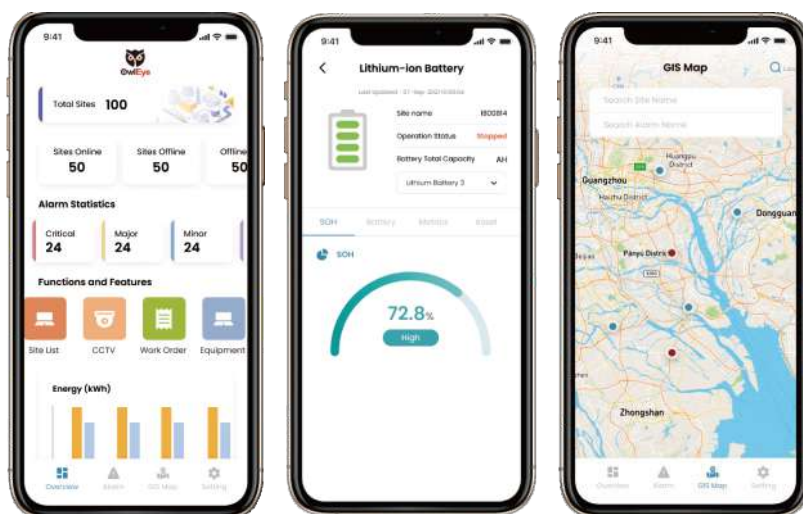 9:41
OwlEye
Total Sites 100
Sites Online
50
Sites Offline
50
Offline
50
Alarm Statistics
Critical
24
Major
24
Minor
24
Functions and Features
Site List
CCTV
Work Order
Equipment
Energy (kWh)
Overview
Alarm
GIS Map
Setting
9:41
Lithium-ion Battery
Site name 1800814
Operation Status Stopped
Battery Total Capacity AH
Lithium Battery 3
SOH
Battery
Asset
SOH
72.8%
High
9:41
GIS Map
Search Site Name
Search Alarm Name
Huangpu
District
Guangzhou
Haizhu District
Dongguan
Panyu Distric
Zhongshan
Overview
Alarm
GIS Map
Setting